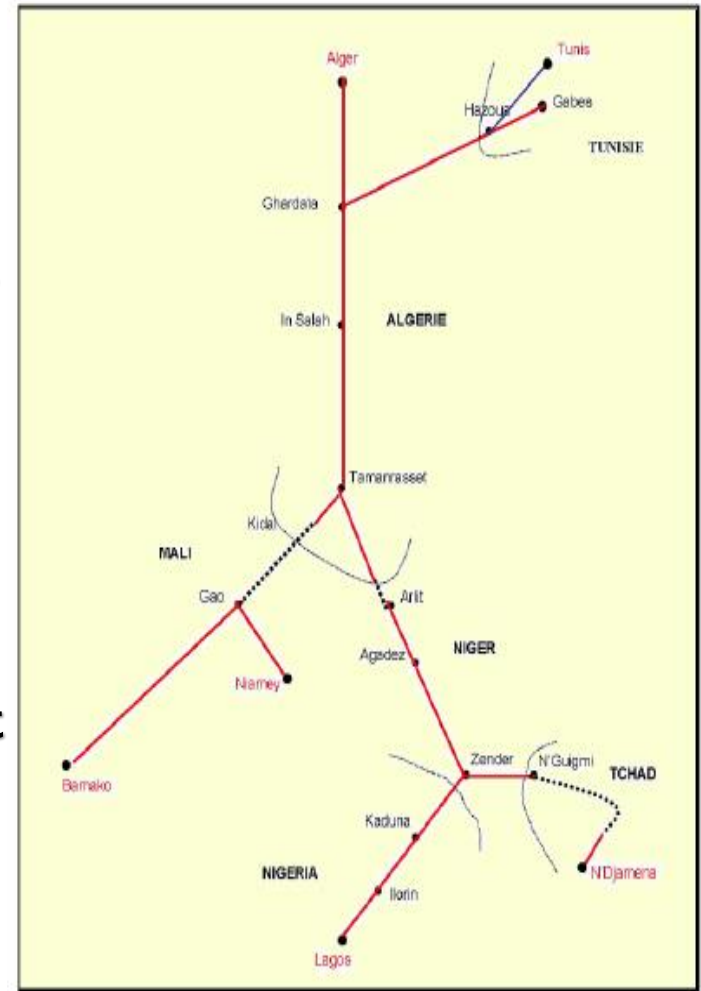 Tunis
Alger
Gabes
Hazoua
TUNISIE
Ghardaia
In Salah
ALGERIE
Tamanrasset
Kidal
MALI
Gao
Arlit
NIGER
Agadez
Niamey
Zender
N'Guigmi
TCHAD
Bamako
Kaduna
NIGERIA
N'Djamena
Ilorin
Lagos